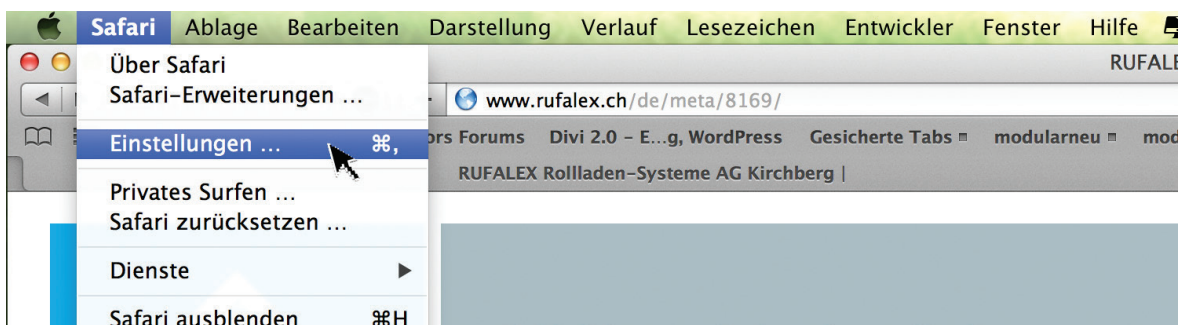 Safari Ablage Bearbeiten Darstellung Verlauf Lesezeichen Entwickler Fenster Hilfe
Über Safari
Safari-Erweiterungen ...
Einstellungen ... ⌘,
Privates Surfen ...
Safari zurücksetzen ...
Dienste
Safari ausblenden ⌘H
www.rufalex.ch/de/meta/8169/
Forums Divi 2.0 – E...g, WordPress Gesicherte Tabs modularneu
RUFALEX Rollladen-Systeme AG Kirchberg |